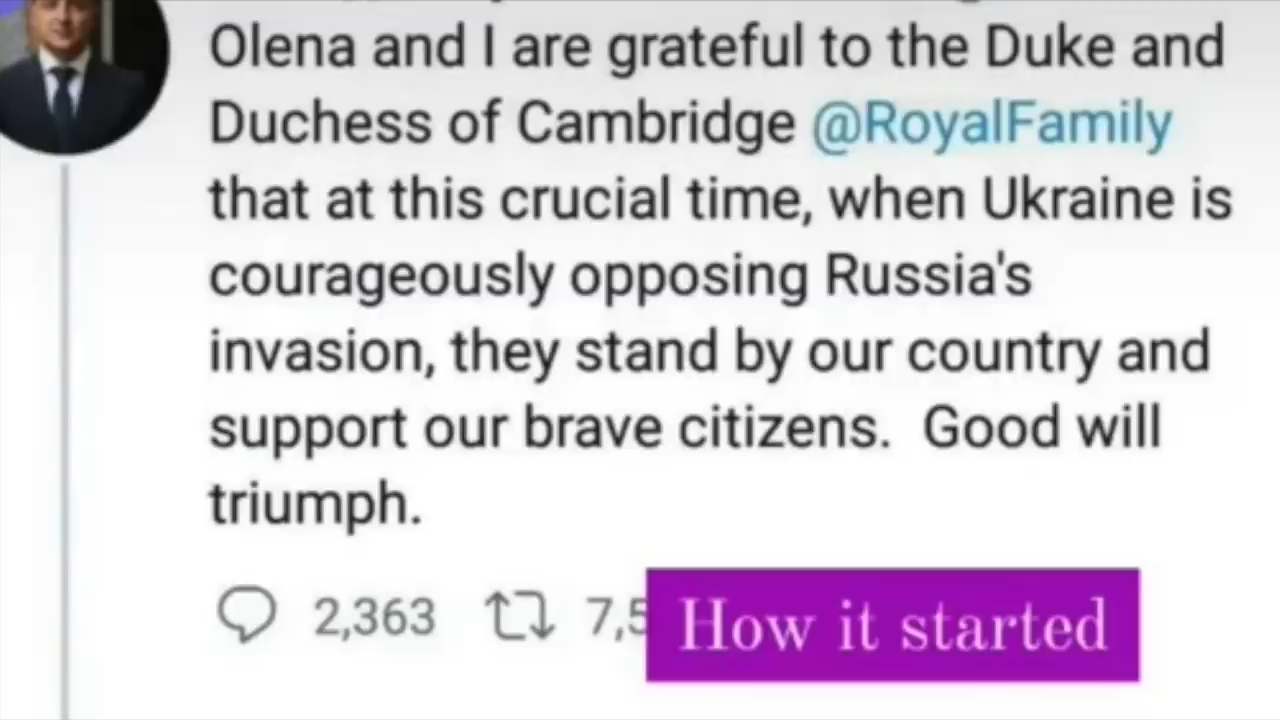 Olena and I are grateful to the Duke and
Duchess of Cambridge @RoyalFamily
that at this crucial time, when Ukraine is
courageously opposing Russia's
invasion, they stand by our country and
support our brave citizens.  Good will
triumph.
2,363 7,5
How it started